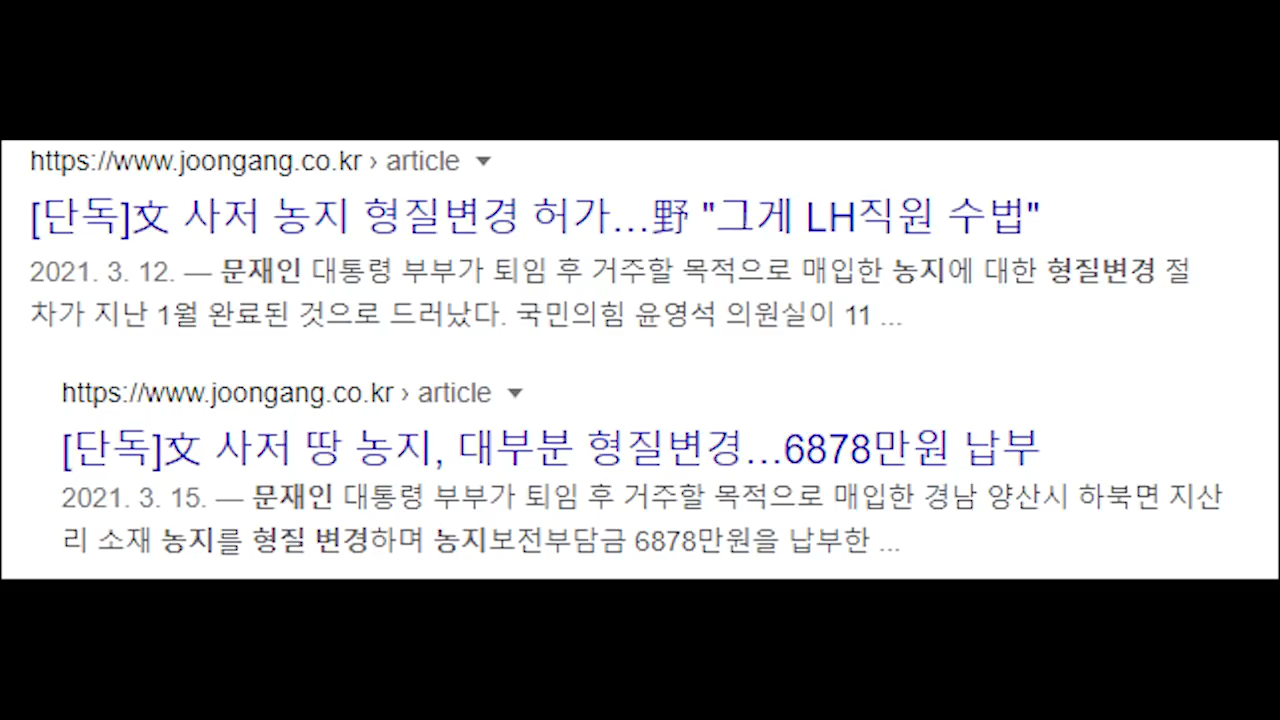 https://www.joongang.co.kr › article
[단독]文 사저 농지 형질변경 허가...野 "그게 LH직원 수법"
2021. 3. 12. — 문재인 대통령 부부가 퇴임 후 거주할 목적으로 매입한 농지에 대한 형질변경 절
차가 지난 1월 완료된 것으로 드러났다. 국민의힘 윤영석 의원실이 11 ...
https://www.joongang.co.kr › article
[단독]文 사저 땅 농지, 대부분 형질변경...6878만원 납부
2021. 3. 15. — 문재인 대통령 부부가 퇴임 후 거주할 목적으로 매입한 경남 양산시 하북면 지산
리 소재 농지를 형질 변경하며 농지보전부담금 6878만원을 납부한 ...